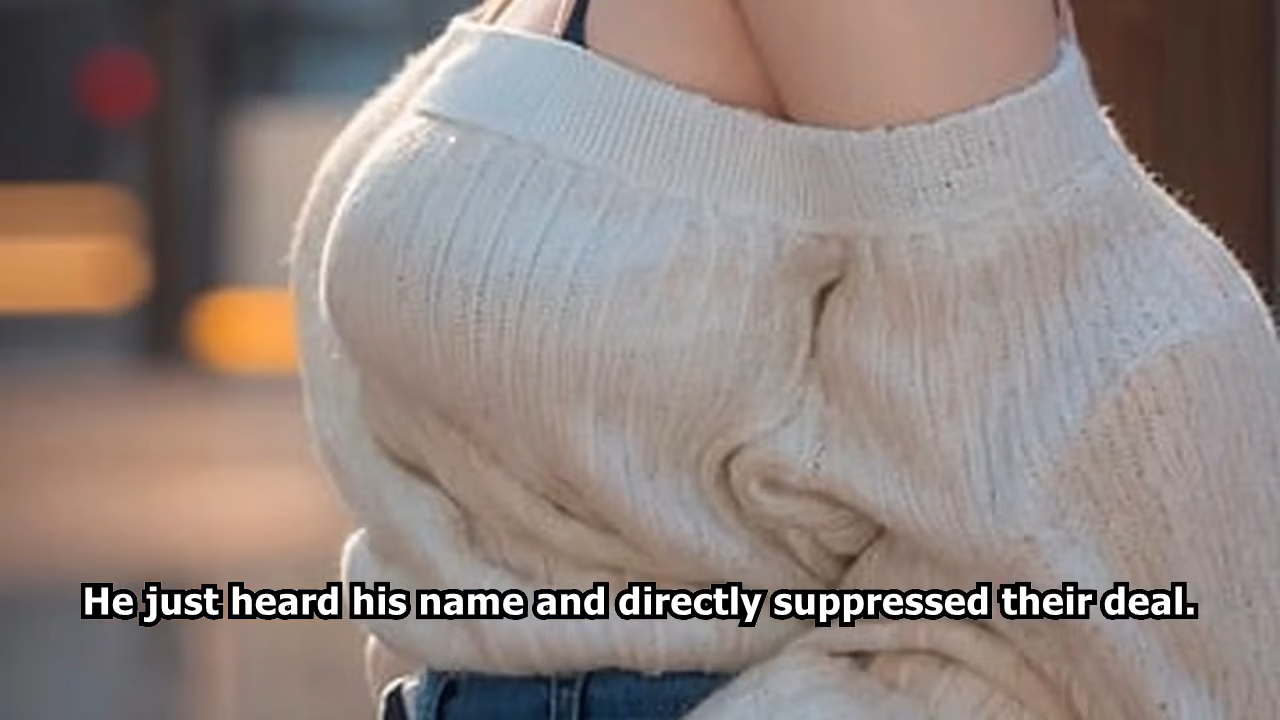 He just heard his name and directly suppressed their deal.